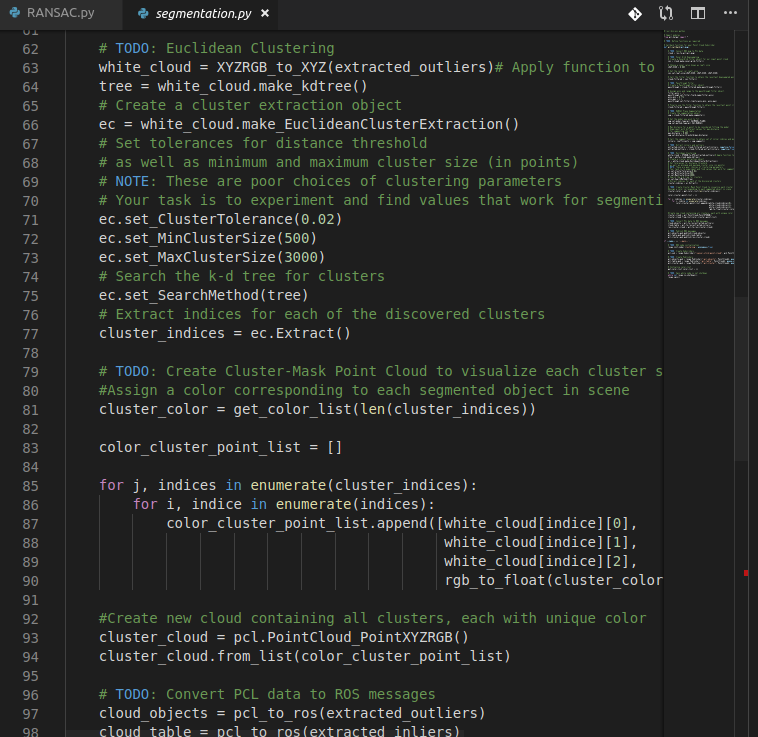 RANSAC.py segmentation.py ×
61
62 # TODO: Euclidean Clustering
63 white_cloud = XYZRGB_to_XYZ(extracted_outliers)# Apply function to
64 tree = white_cloud.make_kdtree()
65 # Create a cluster extraction object
66 ec = white_cloud.make_EuclideanClusterExtraction()
67 # Set tolerances for distance threshold
68 # as well as minimum and maximum cluster size (in points)
69 # NOTE: These are poor choices of clustering parameters
70 # Your task is to experiment and find values that work for segmenti
71 ec.set_ClusterTolerance(0.02)
72 ec.set_MinClusterSize(500)
73 ec.set_MaxClusterSize(3000)
74 # Search the k-d tree for clusters
75 ec.set_SearchMethod(tree)
76 # Extract indices for each of the discovered clusters
77 cluster_indices = ec.Extract()
78
79 # TODO: Create Cluster-Mask Point Cloud to visualize each cluster s
80 #Assign a color corresponding to each segmented object in scene
81 cluster_color = get_color_list(len(cluster_indices))
82
83 color_cluster_point_list = []
84
85 for j, indices in enumerate(cluster_indices):
86 for i, indice in enumerate(indices):
87 color_cluster_point_list.append([white_cloud[indice][0],
88 white_cloud[indice][1],
89 white_cloud[indice][2],
90 rgb_to_float(cluster_color
91
92 #Create new cloud containing all clusters, each with unique color
93 cluster_cloud = pcl.PointCloud_PointXYZRGB()
94 cluster_cloud.from_list(color_cluster_point_list)
95
96 # TODO: Convert PCL data to ROS messages
97 cloud_objects = pcl_to_ros(extracted_outliers)
98 cloud_table = pcl_to_ros(extracted_inliers)